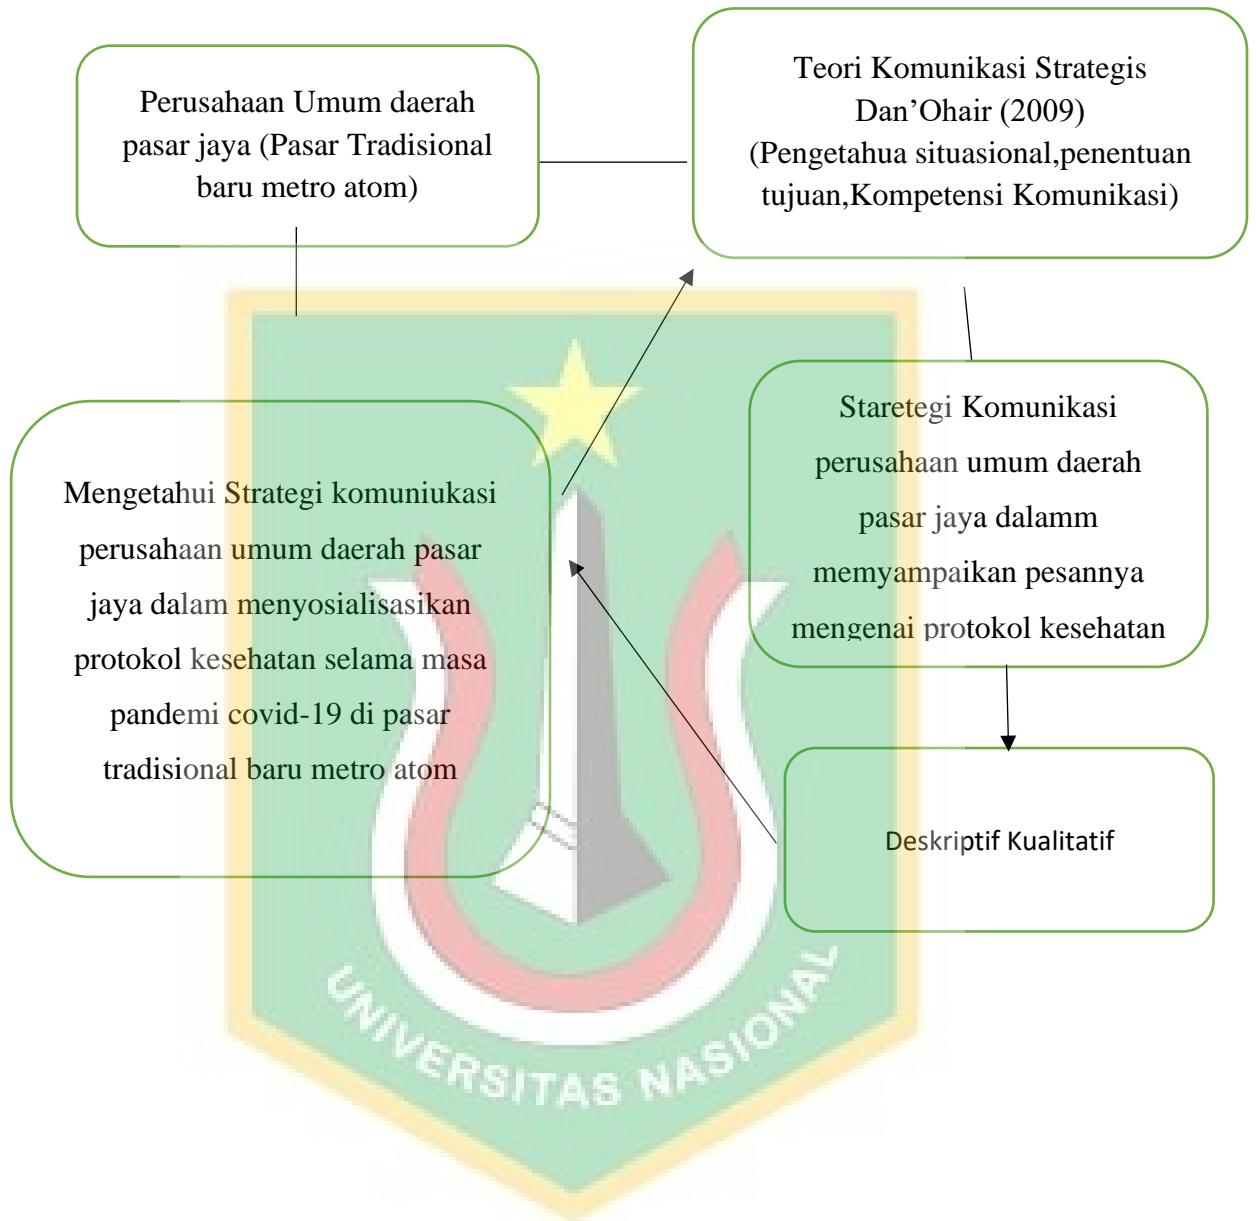 Perusahaan Umum daerah
pasar jaya (Pasar Tradisional
baru metro atom)
Teori Komunikasi Strategis
Dan’Ohair (2009)
(Pengetahua situasional,penentuan
tujuan,Kompetensi Komunikasi)
Mengetahui Strategi komuniukasi
perusahaan umum daerah pasar
jaya dalam menyosialisasikan
protokol kesehatan selama masa
pandemi covid-19 di pasar
tradisional baru metro atom
Staretegi Komunikasi
perusahaan umum daerah
pasar jaya dalamm
memyampaikan pesannya
mengenai protokol kesehatan
Deskriptif Kualitatif
UNIVERSITAS NASIONAL